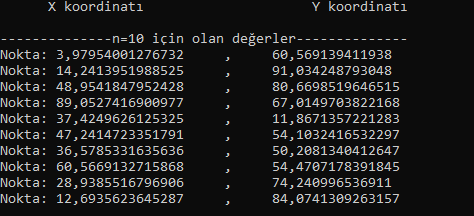 X koordinatı Y koordinatı
--------------n=10 için olan değerler--------------
Nokta: 3,97954001276732 , 60,569139411938
Nokta: 14,2413951988525 , 91,034248793048
Nokta: 48,9541847952428 , 80,6698519646515
Nokta: 89,0527416900977 , 67,0149703822168
Nokta: 37,4249626125325 , 11,8671357221283
Nokta: 47,2414723351791 , 54,1032416532297
Nokta: 36,5785331635636 , 50,2081340412647
Nokta: 60,5669132715868 , 54,4707178391845
Nokta: 28,9385516796906 , 74,240996536911
Nokta: 12,6935623645287 , 84,0741309263157